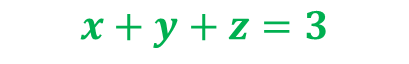 x + y + z = 3